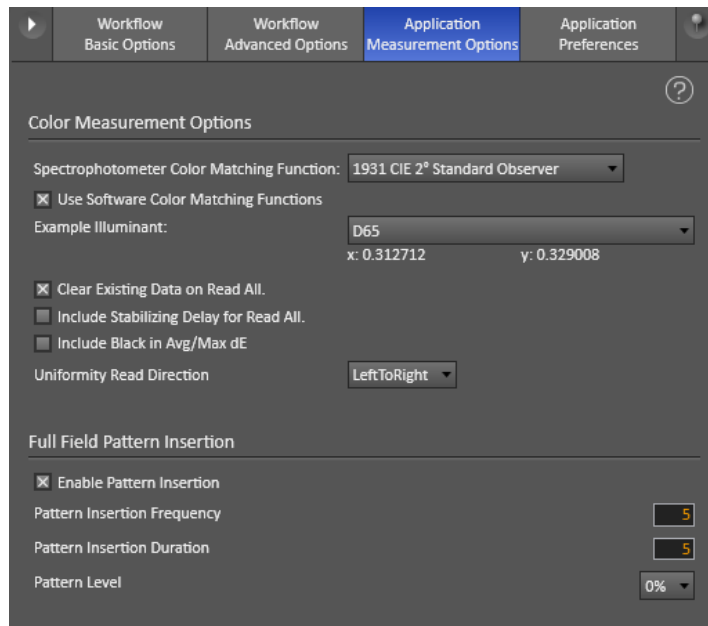 Workflow
Basic Options
Workflow
Advanced Options
Application
Measurement Options
Application
Preferences
?
Color Measurement Options
Spectrophotometer Color Matching Function: 1931 CIE 2° Standard Observer
Use Software Color Matching Functions
Example Illuminant: D65
x: 0.312712 y: 0.329008
Clear Existing Data on Read All.
Include Stabilizing Delay for Read All.
Include Black in Avg/Max dE
Uniformity Read Direction LeftToRight
Full Field Pattern Insertion
Enable Pattern Insertion
Pattern Insertion Frequency 5
Pattern Insertion Duration 5
Pattern Level 0%